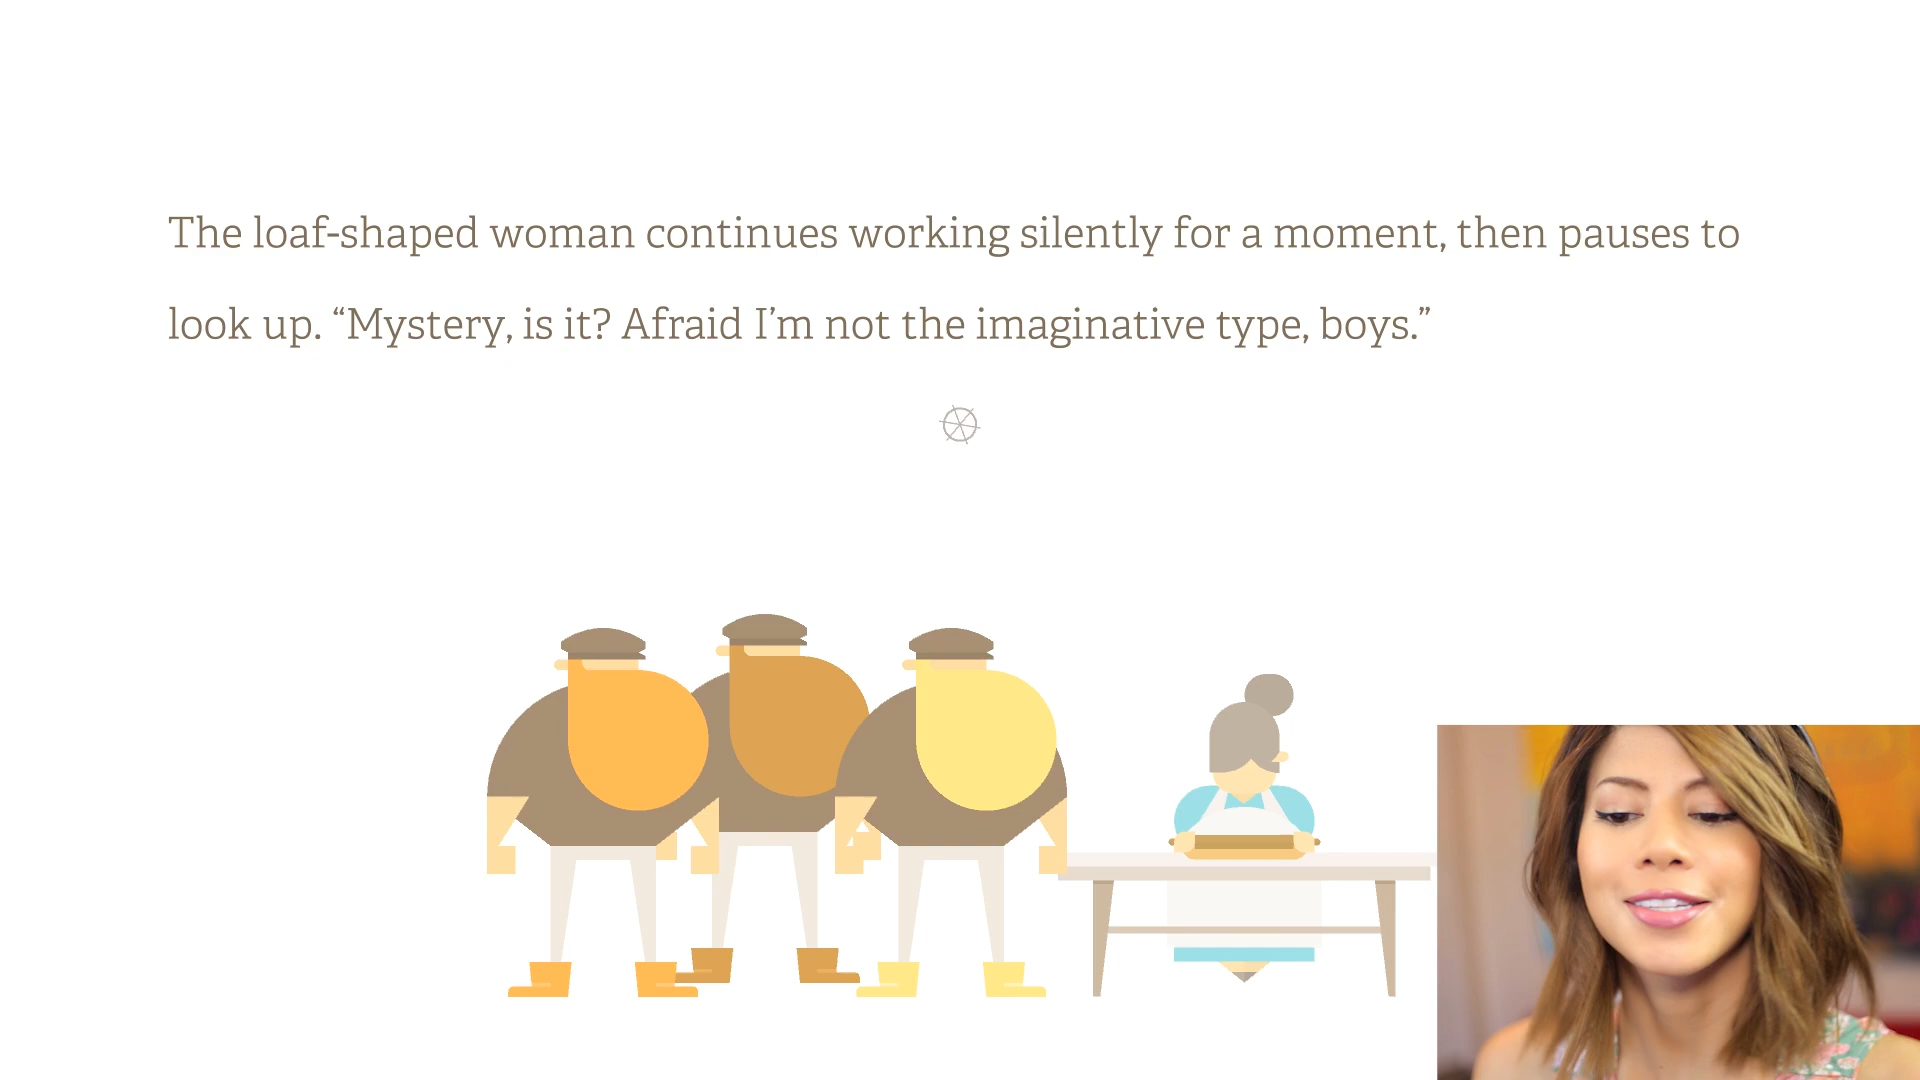 The loaf-shaped woman continues working silently for a moment, then pauses to
look up. “Mystery, is it? Afraid I’m not the imaginative type, boys.”